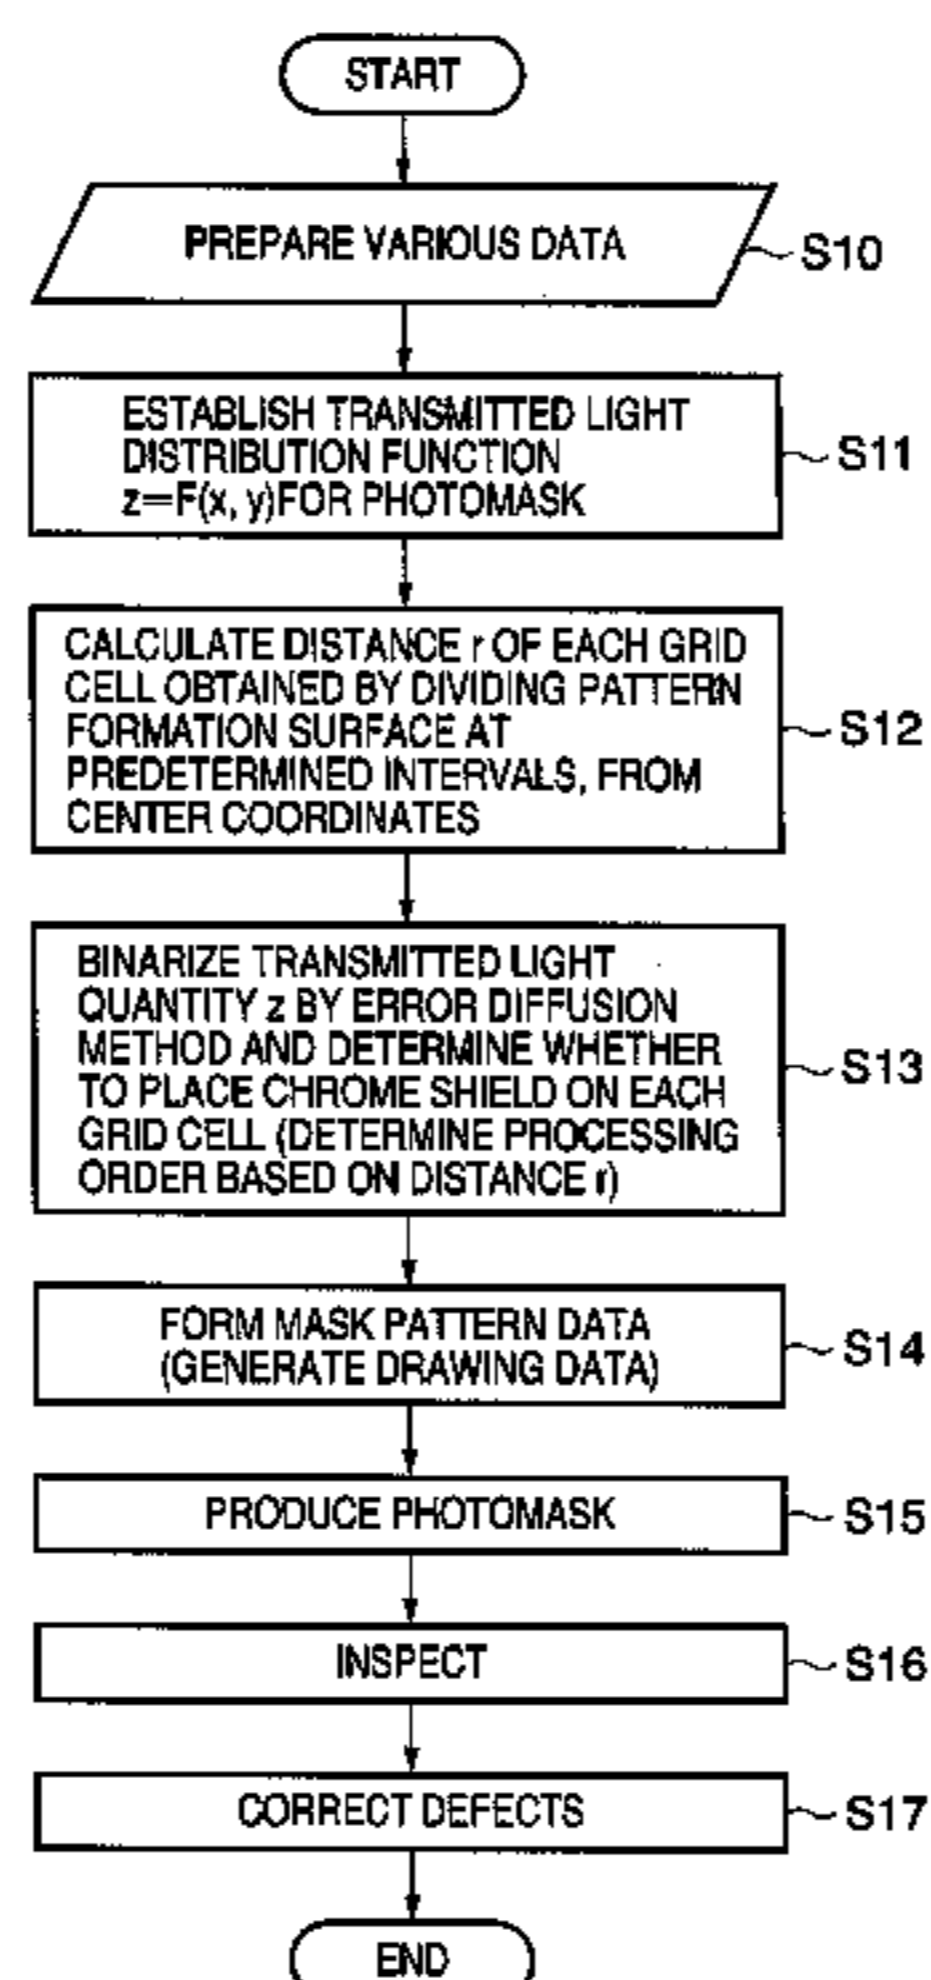 START
PREPARE VARIOUS DATA
S10
ESTABLISH TRANSMITTED LIGHT
DISTRIBUTION FUNCTION
z=F(x, y)FOR PHOTOMASK
S11
CALCULATE DISTANCE r OF EACH GRID
CELL OBTAINED BY DIVIDING PATTERN
FORMATION SURFACE AT
PREDETERMINED INTERVALS, FROM
CENTER COORDINATES
S12
BINARIZE TRANSMITTED LIGHT
QUANTITY z BY ERROR DIFFUSION
METHOD AND DETERMINE WHETHER
TO PLACE CHROME SHIELD ON EACH
GRID CELL (DETERMINE PROCESSING
ORDER BASED ON DISTANCE r)
S13
FORM MASK PATTERN DATA
(GENERATE DRAWING DATA)
S14
PRODUCE PHOTOMASK
S15
INSPECT
S16
CORRECT DEFECTS
S17
END